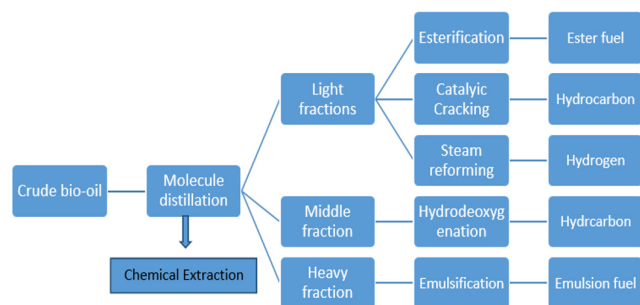 Esterification
Ester fuel
Light
fractions
Catalyic
Cracking
Hydrocarbon
Steam
reforming
Hydrogen
Crude bio-oil
Molecule
distillation
Middle
fraction
Hydrodeoxyg
enation
Hydrcarbon
Chemical Extraction
Heavy
fraction
Emulsification
Emulsion fuel